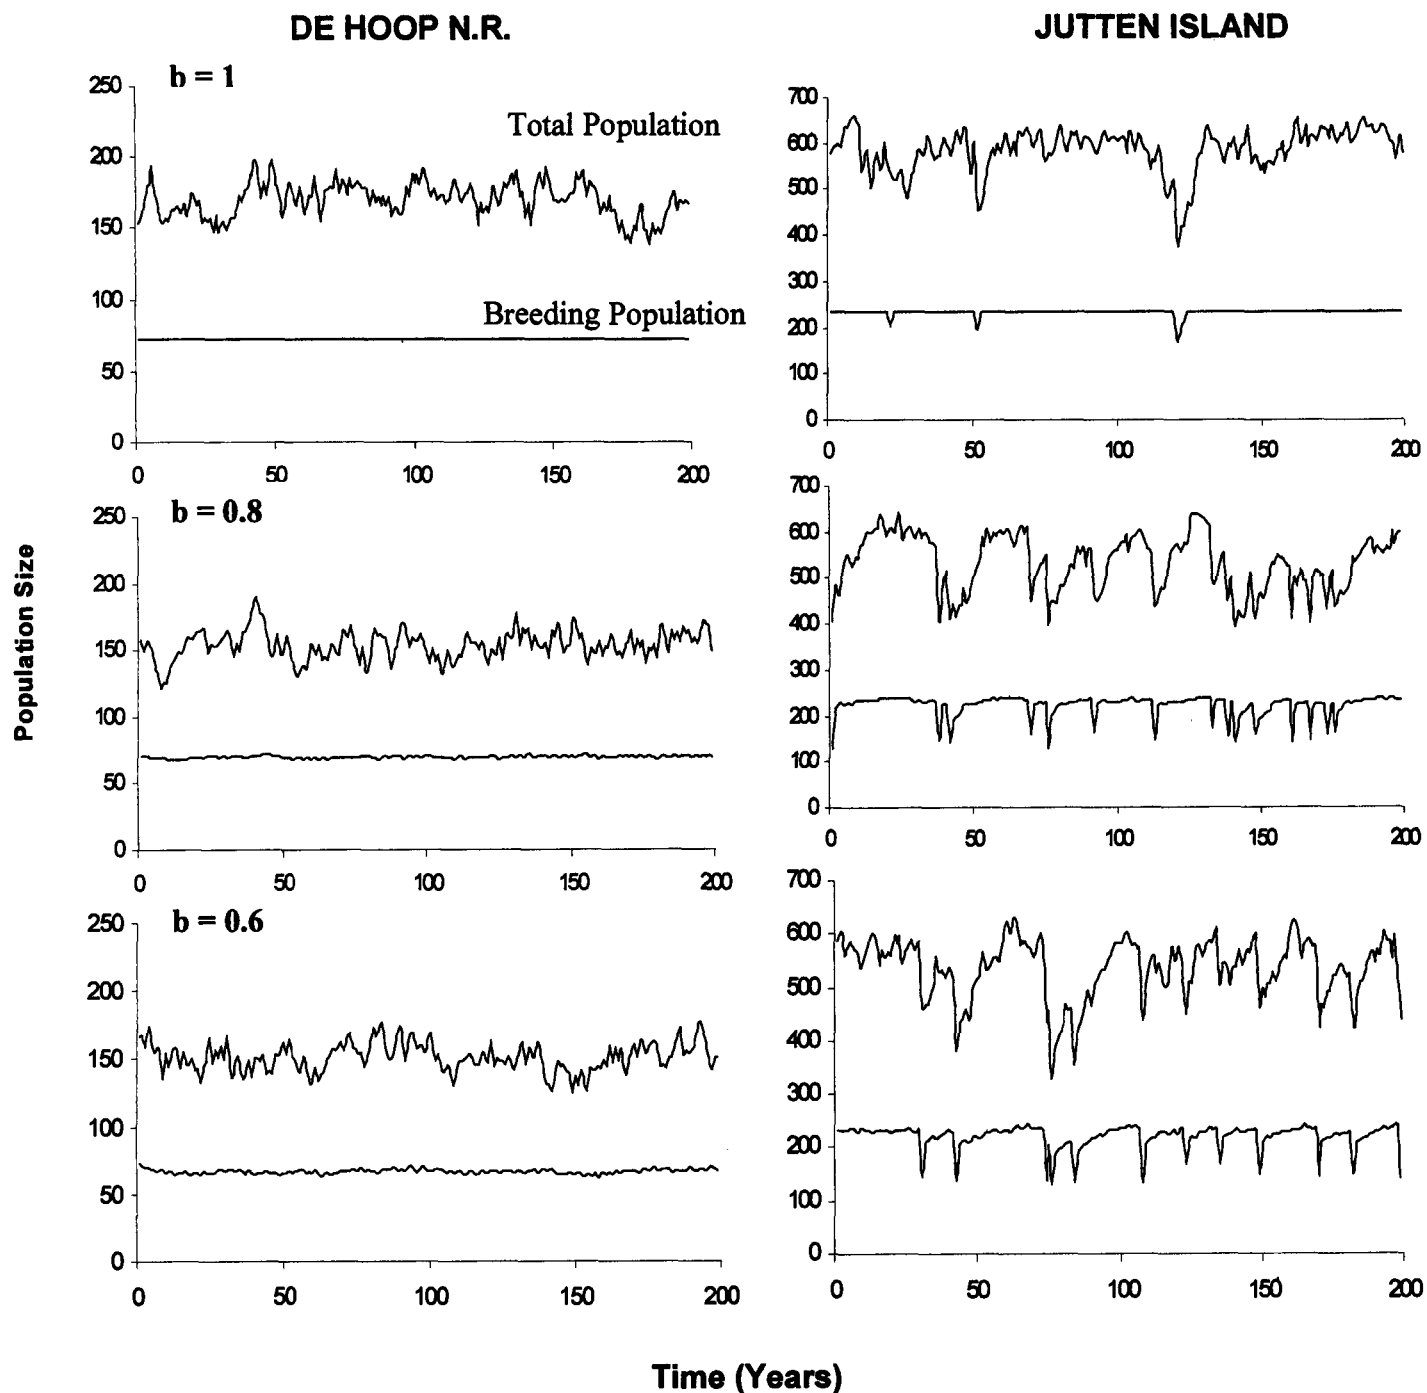 DE HOOP N.R.
JUTTEN ISLAND
b = 1
Total Population
Breeding Population
250
200
150
100
50
0
0 50 100 150 200
700
600
500
400
300
200
100
0
0 50 100 150 200
b = 0.8
250
200
150
100
50
0
0 50 100 150 200
700
600
500
400
300
200
100
0
0 50 100 150 200
b = 0.6
250
200
150
100
50
0
0 50 100 150 200
700
600
500
400
300
200
100
0
0 50 100 150 200
Population Size
Time (Years)